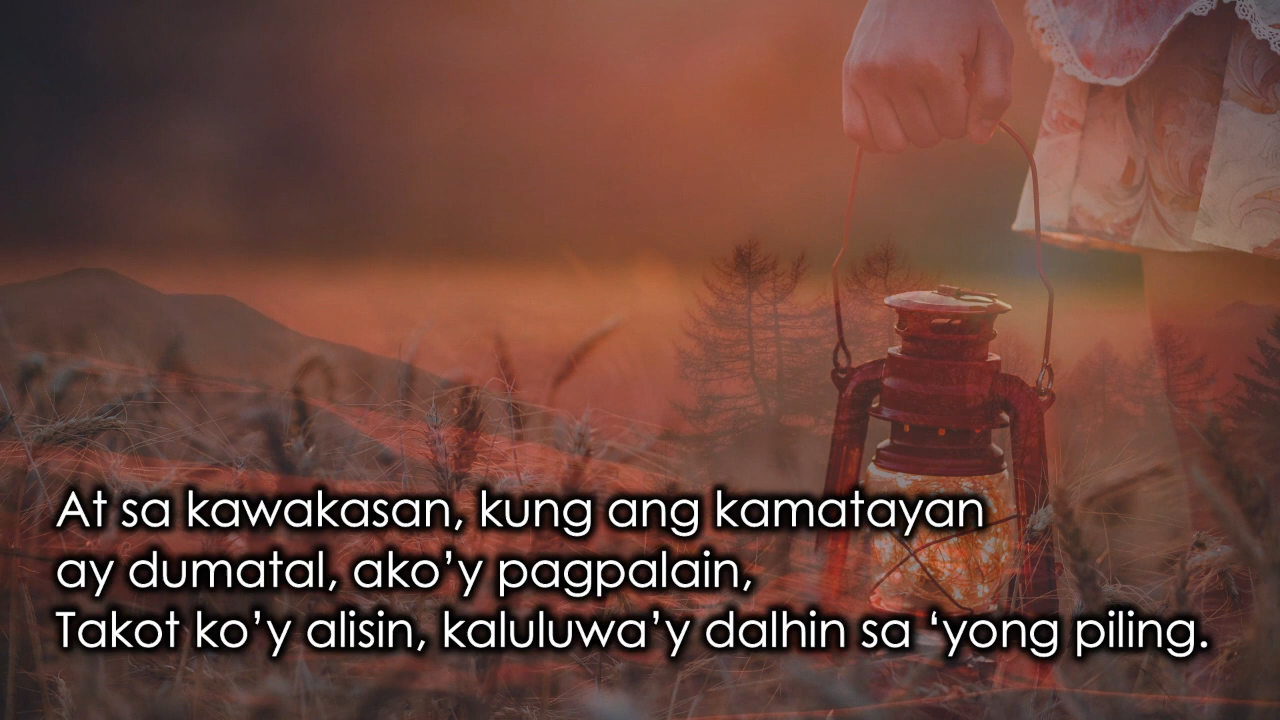 At sa kawakasan, kung ang kamatayan
ay dumatal, ako’y pagpalain,
Takot ko’y alisin, kaluluwa’y dalhin sa ‘yong piling.